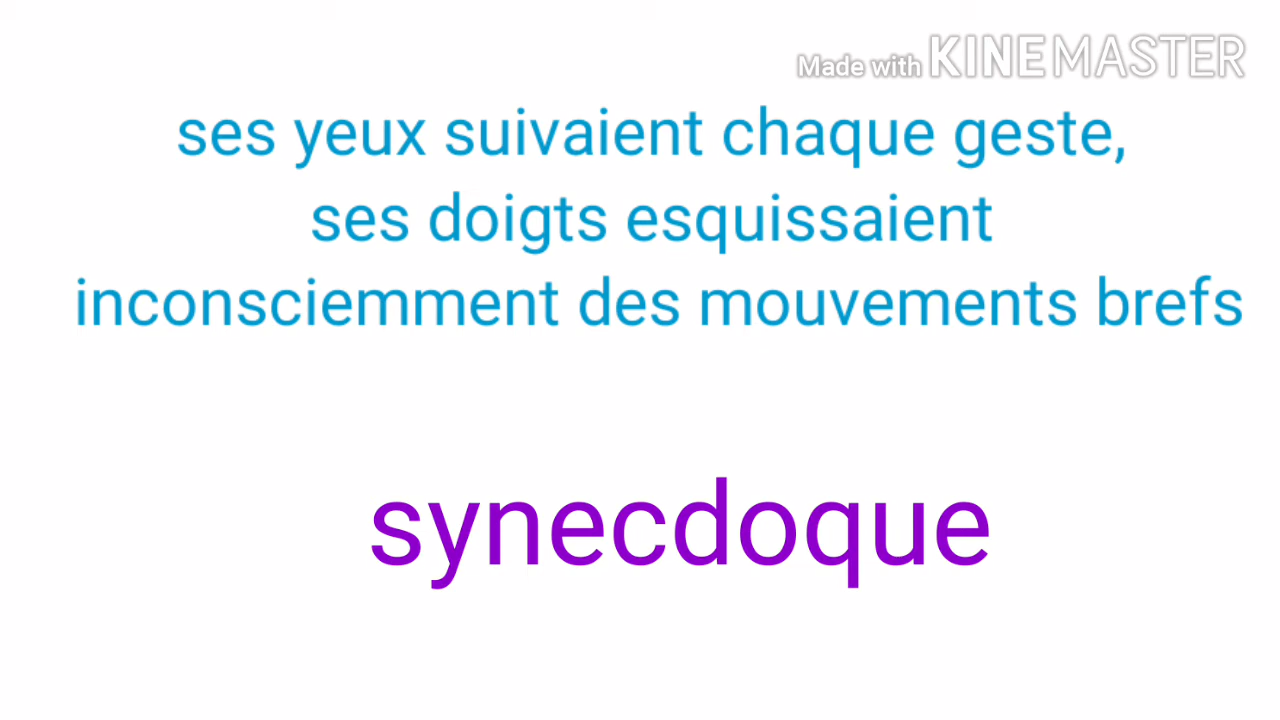 Made with KINEMASTER
ses yeux suivaient chaque geste,
ses doigts esquissaient
inconsciemment des mouvements brefs
synecdoque